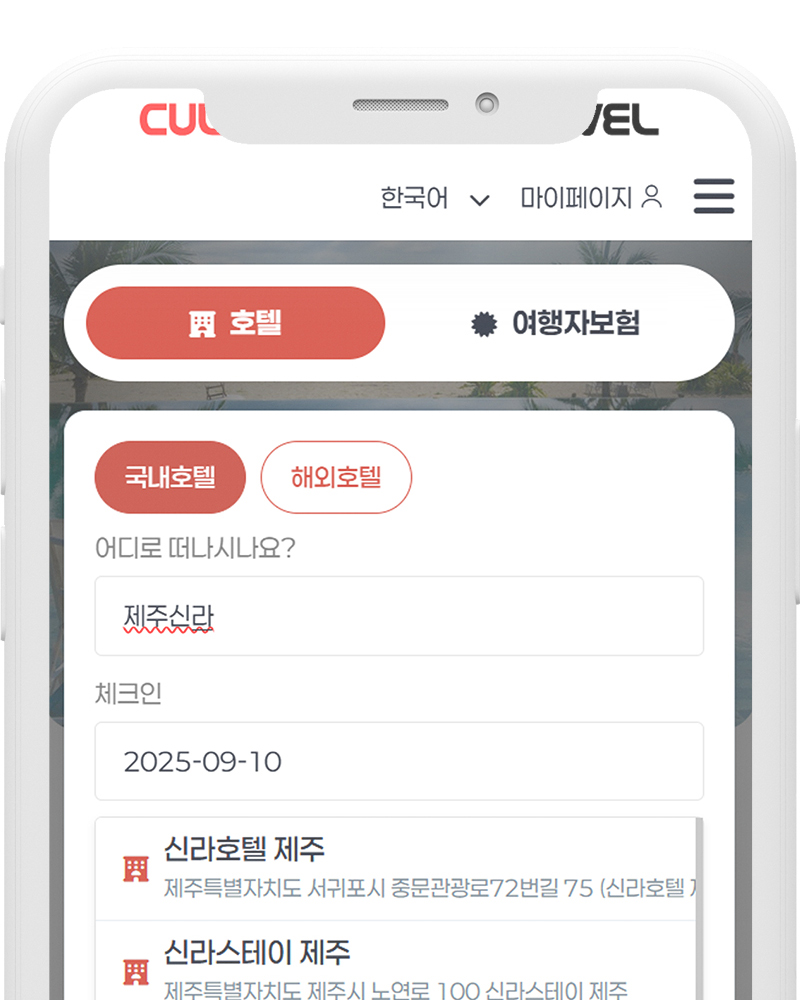 한국어 마이페이지
호텔 여행자보험
국내호텔 해외호텔
어디로 떠나시나요?
제주신라
체크인
2025-09-10
신라호텔 제주
제주특별자치도 서귀포시 중문관광로72번길 75 (신라호텔
신라스테이 제주
제주특별자치도 제주시 노연로 100 신라스테이 제주